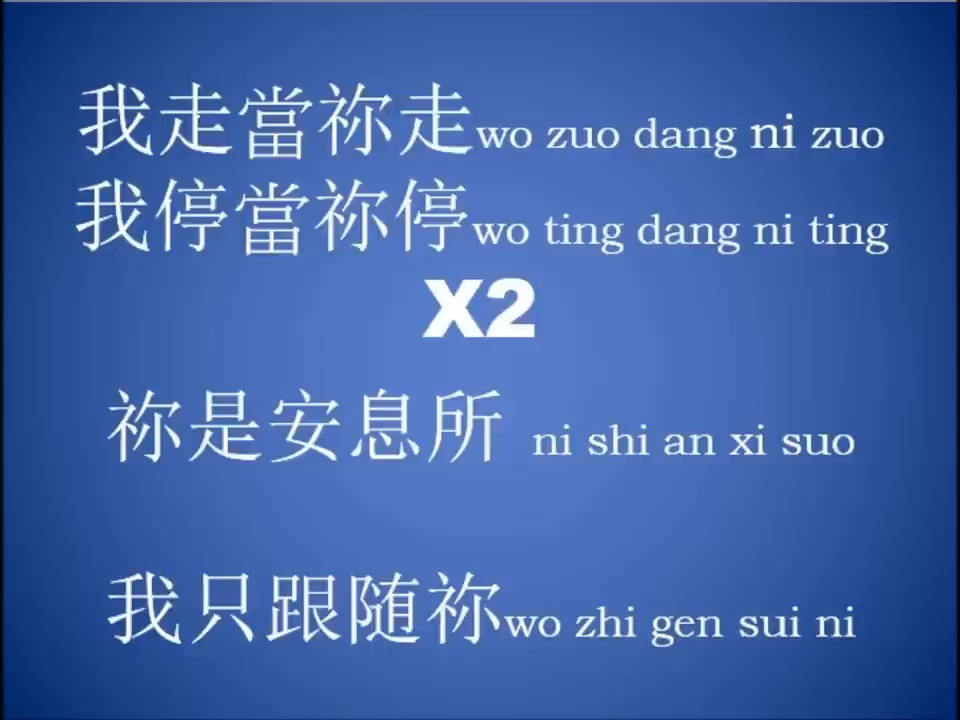 我走當祢走wo zuo dang ni zuo
我停當祢停wo ting dang ni ting
X2
祢是安息所 ni shi an xi suo
我只跟随祢wo zhi gen sui ni